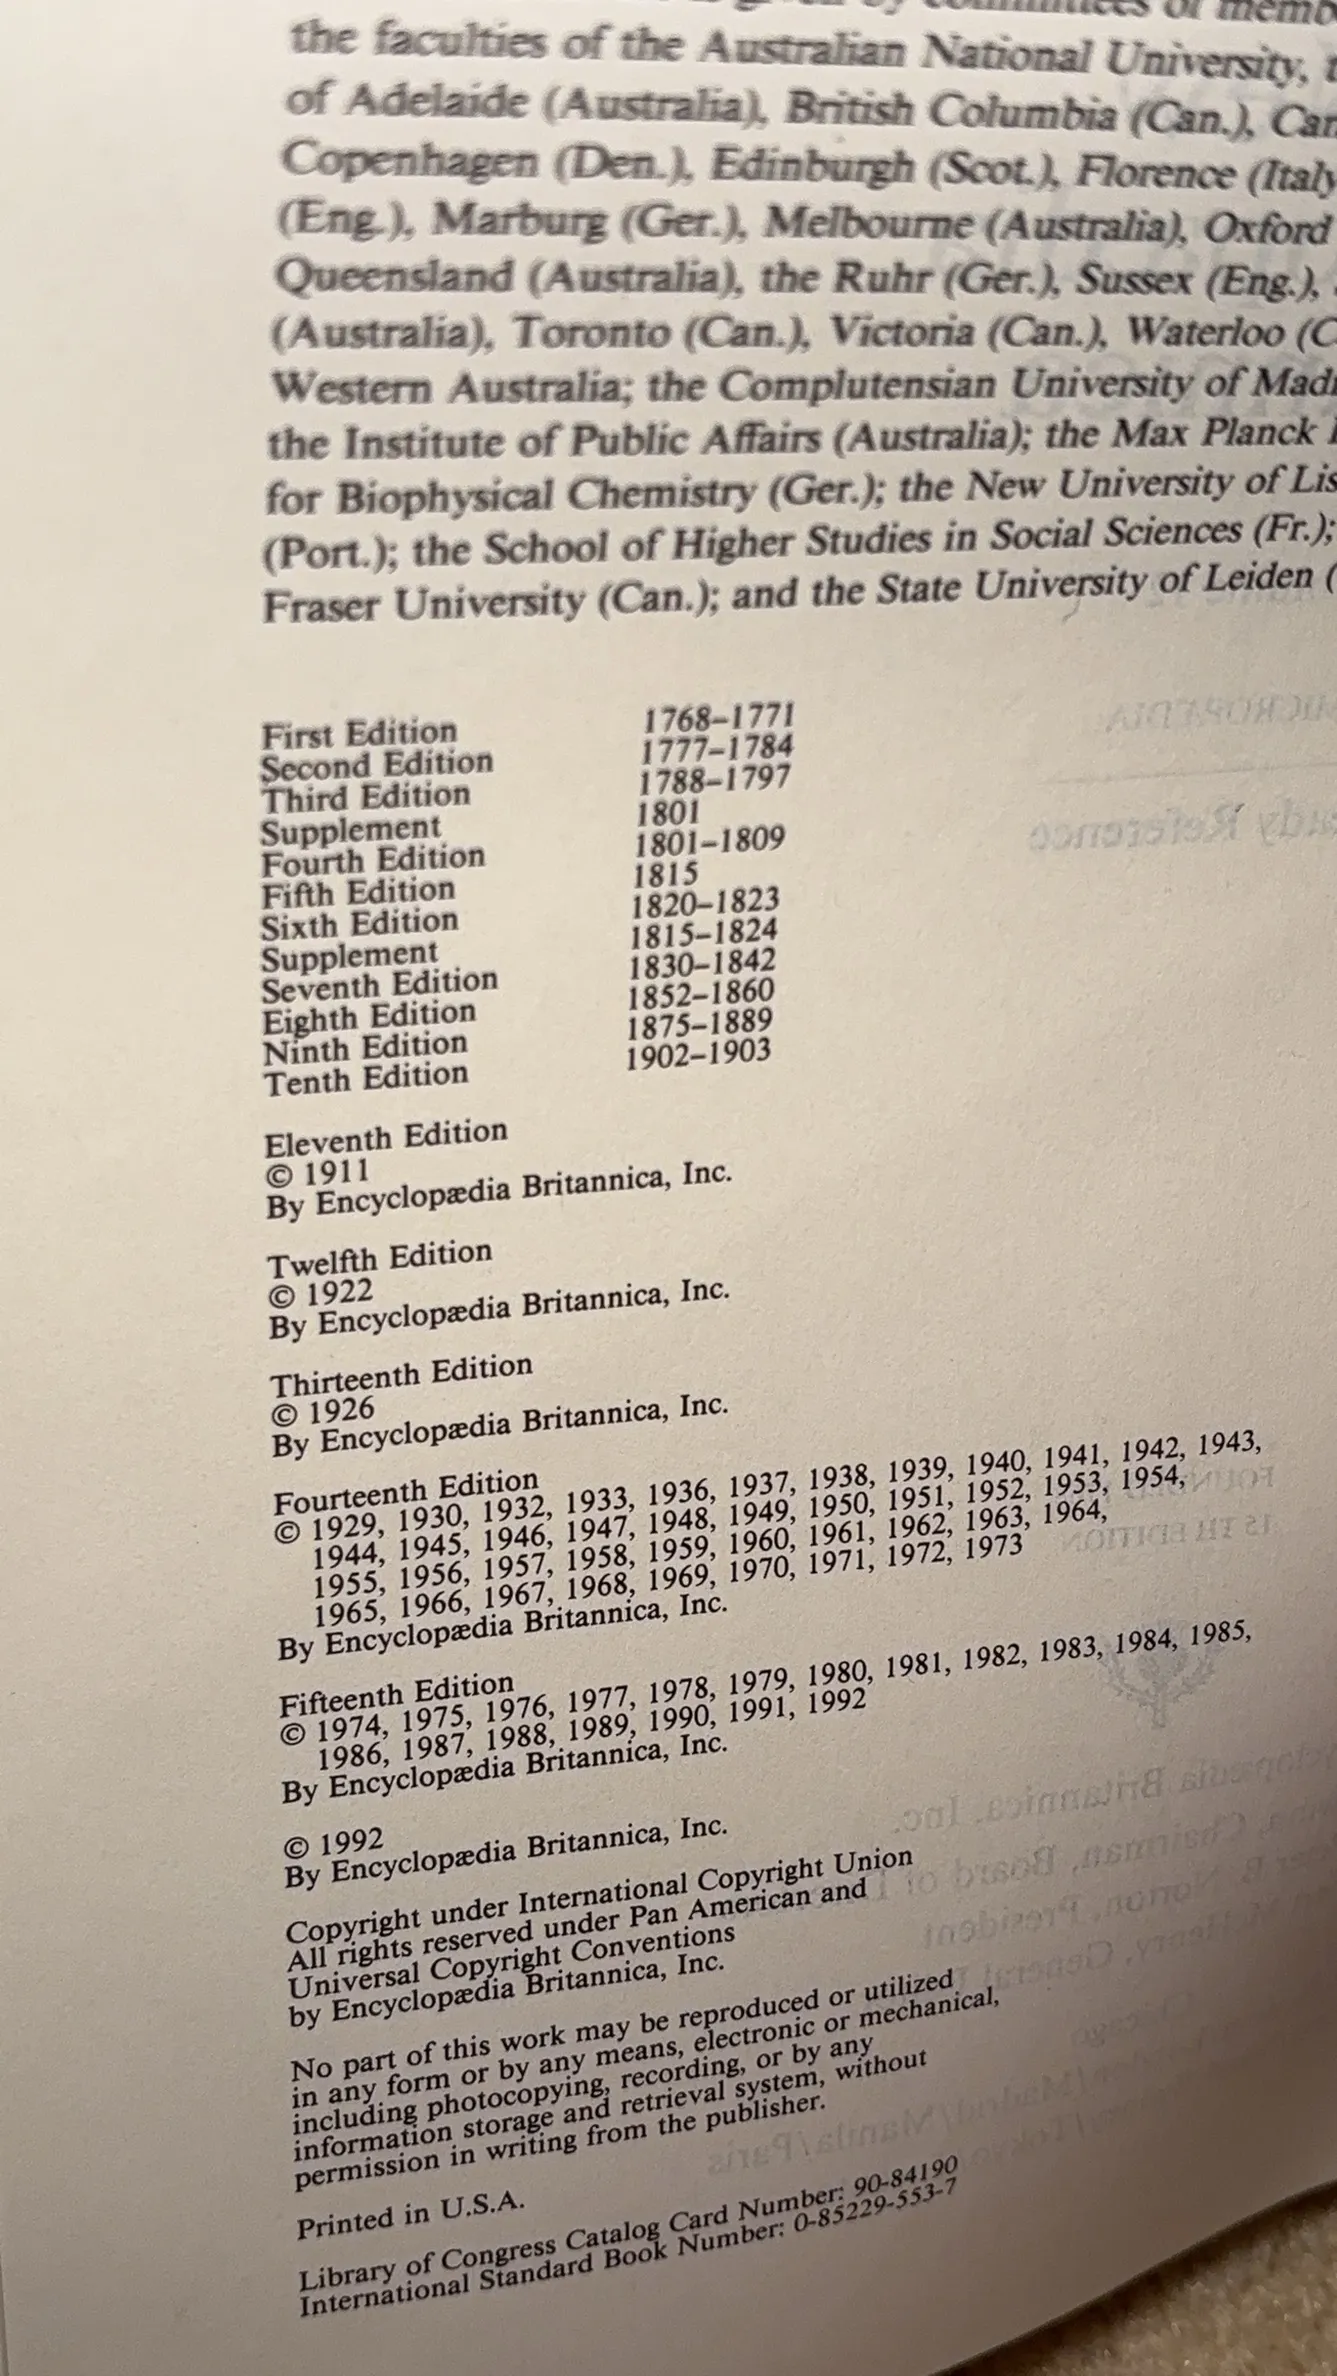 the faculties of the Australian National University,
of Adelaide (Australia), British Columbia (Can.),
Copenhagen (Den.), Edinburgh (Scot.), Florence (Italy
(Eng.), Marburg (Ger.), Melbourne (Australia), Oxford
Queensland (Australia), the Ruhr (Ger.), Sussex (Eng.),
(Australia), Toronto (Can.), Victoria (Can.), Waterloo (C
Western Australia; the Complutensian University of
the Institute of Public Affairs (Australia); the Max Planck
for Biophysical Chemistry (Ger.); the New University of
(Port.); the School of Higher Studies in Social Sciences (Fr.);
Fraser University (Can.); and the State University of Leiden (
First Edition 1768–1771
Second Edition 1777–1784
Third Edition 1788–1797
Supplement 1801
Fourth Edition 1801–1809
Fifth Edition 1815
Sixth Edition 1820–1823
Supplement 1815–1824
Seventh Edition 1830–1842
Eighth Edition 1852–1860
Ninth Edition 1875–1889
Tenth Edition 1902–1903
Eleventh Edition
© 1911
By Encyclopædia Britannica, Inc.
Twelfth Edition
© 1922
By Encyclopædia Britannica, Inc.
Thirteenth Edition
© 1926
By Encyclopædia Britannica, Inc.
Fourteenth Edition
© 1929, 1930, 1932, 1933, 1936, 1937, 1938, 1939, 1940, 1941, 1942, 1943,
1944, 1945, 1946, 1947, 1948, 1949, 1950, 1951, 1952, 1953, 1954,
1955, 1956, 1957, 1958, 1959, 1960, 1961, 1962, 1963, 1964,
1965, 1966, 1967, 1968, 1969, 1970, 1971, 1972, 1973
By Encyclopædia Britannica, Inc.
Fifteenth Edition
© 1974, 1975, 1976, 1977, 1978, 1979, 1980, 1981, 1982, 1983, 1984, 1985,
1986, 1987, 1988, 1989, 1990, 1991, 1992
By Encyclopædia Britannica, Inc.
© 1992
By Encyclopædia Britannica, Inc.
Copyright under International Copyright Union
All rights reserved under Pan American and
Universal Copyright Conventions
by Encyclopædia Britannica, Inc.
No part of this work may be reproduced or utilized
in any form or by any means, electronic or mechanical,
including photocopying, recording, or by any
information storage and retrieval system, without
permission in writing from the publisher.
Printed in U.S.A.
Library of Congress Catalog Card Number: 90-84190
International Standard Book Number: 0-85229-553-7